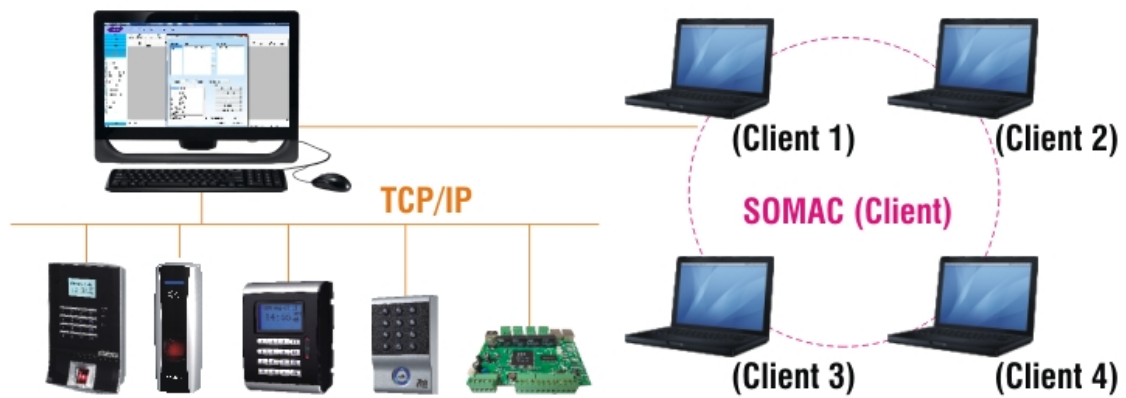 (Client 1)
(Client 2)
TCP/IP
SOMAC (Client)
(Client 3)
(Client 4)